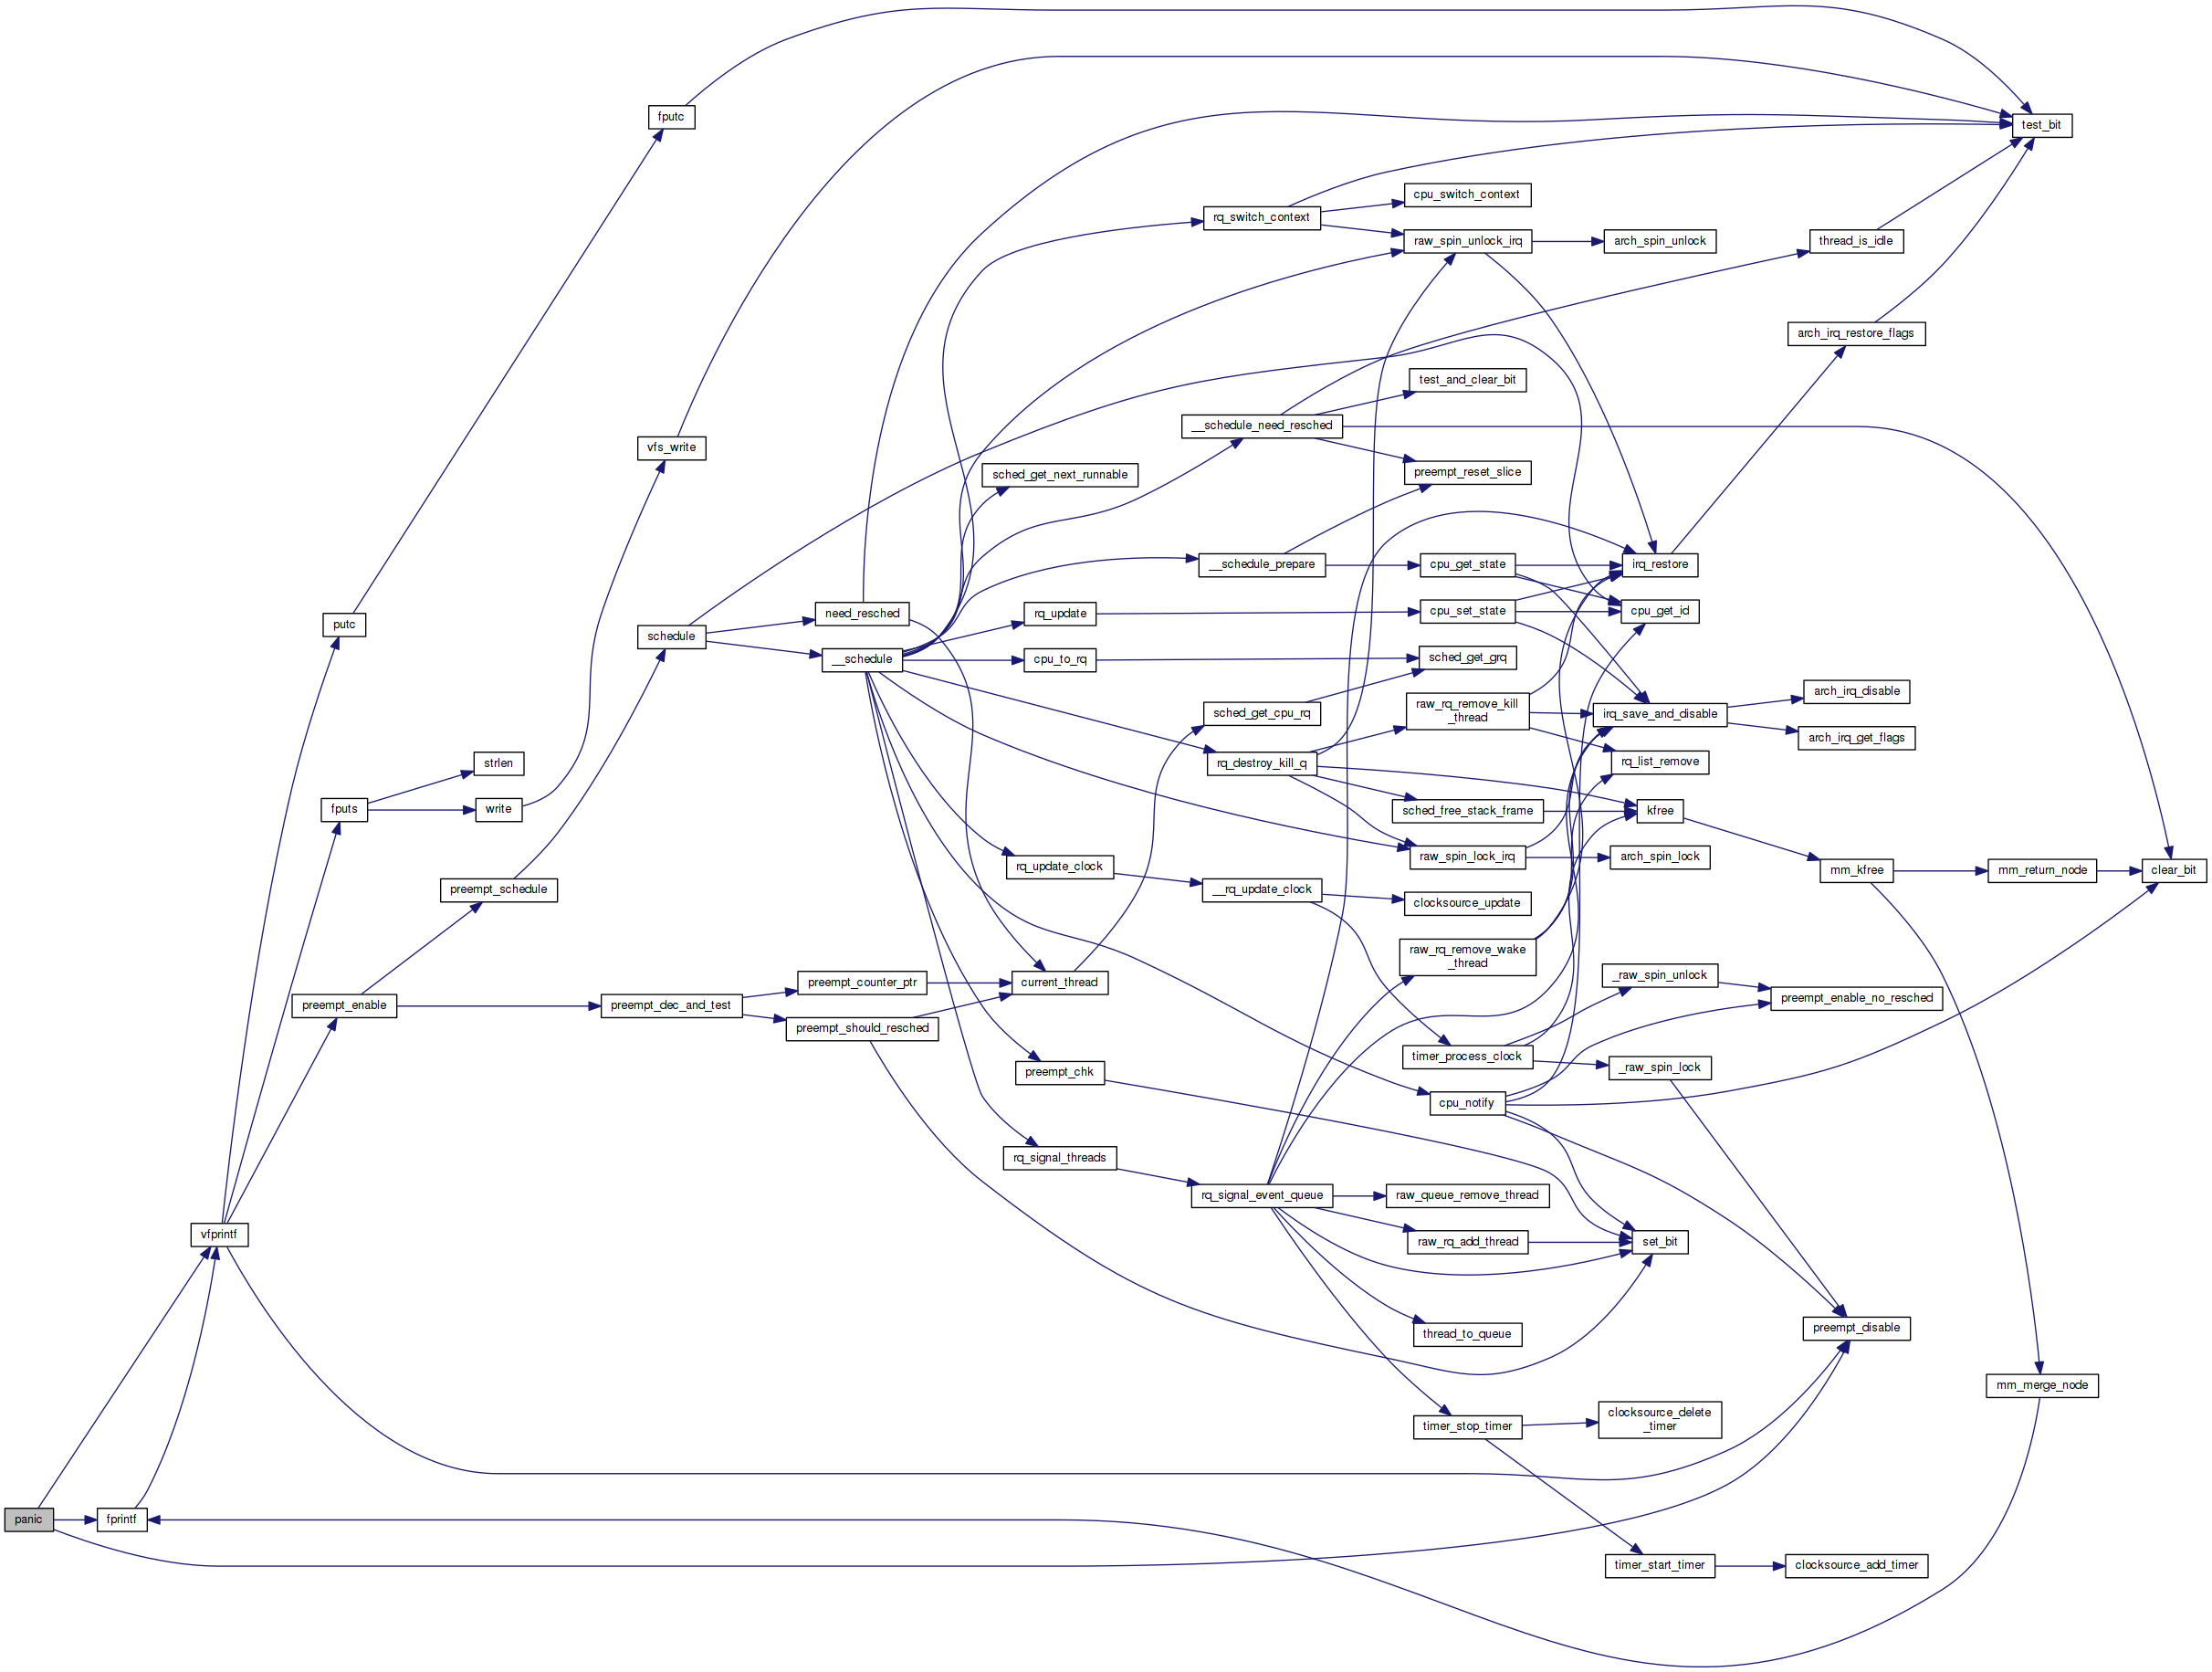 fputc
test_bit
cpu_switch_context
rq_switch_context
raw_spin_unlock_irq
arch_spin_unlock
thread_is_idle
arch_irq_restore_flags
test_and_clear_bit
__schedule_need_resched
vfs_write
preempt_reset_slice
sched_get_next_runnable
__schedule_prepare
cpu_get_state
irq_restore
need_resched
rq_update
cpu_set_state
cpu_get_id
putc
schedule
__schedule
cpu_to_rq
sched_get_grq
arch_irq_disable
sched_get_cpu_rq
raw_rq_remove_kill
_thread
irq_save_and_disable
arch_irq_get_flags
strlen
rq_destroy_kill_q
rq_list_remove
fputs
write
sched_free_stack_frame
kfree
raw_spin_lock_irq
arch_spin_lock
rq_update_clock
mm_kfree
mm_return_node
clear_bit
preempt_schedule
__rq_update_clock
clocksource_update
raw_rq_remove_wake
_thread
_raw_spin_unlock
preempt_counter_ptr
current_thread
preempt_enable
preempt_dec_and_test
preempt_enable_no_resched
preempt_should_resched
timer_process_clock
_raw_spin_lock
preempt_chk
cpu_notify
rq_signal_threads
rq_signal_event_queue
raw_queue_remove_thread
vfprintf
raw_rq_add_thread
set_bit
thread_to_queue
preempt_disable
mm_merge_node
timer_stop_timer
clocksource_delete
_timer
panic
fprintf
timer_start_timer
clocksource_add_timer